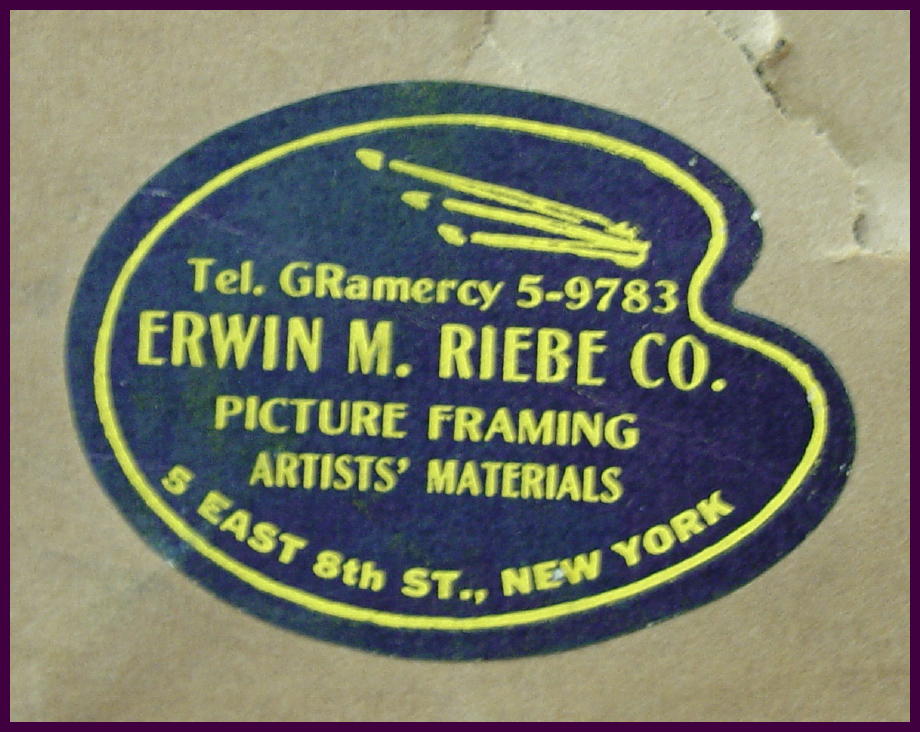 Tel. GRamercy 5-9783
ERWIN M. RIEBE CO.
PICTURE FRAMING
ARTISTS' MATERIALS
5 EAST 8th ST., NEW YORK